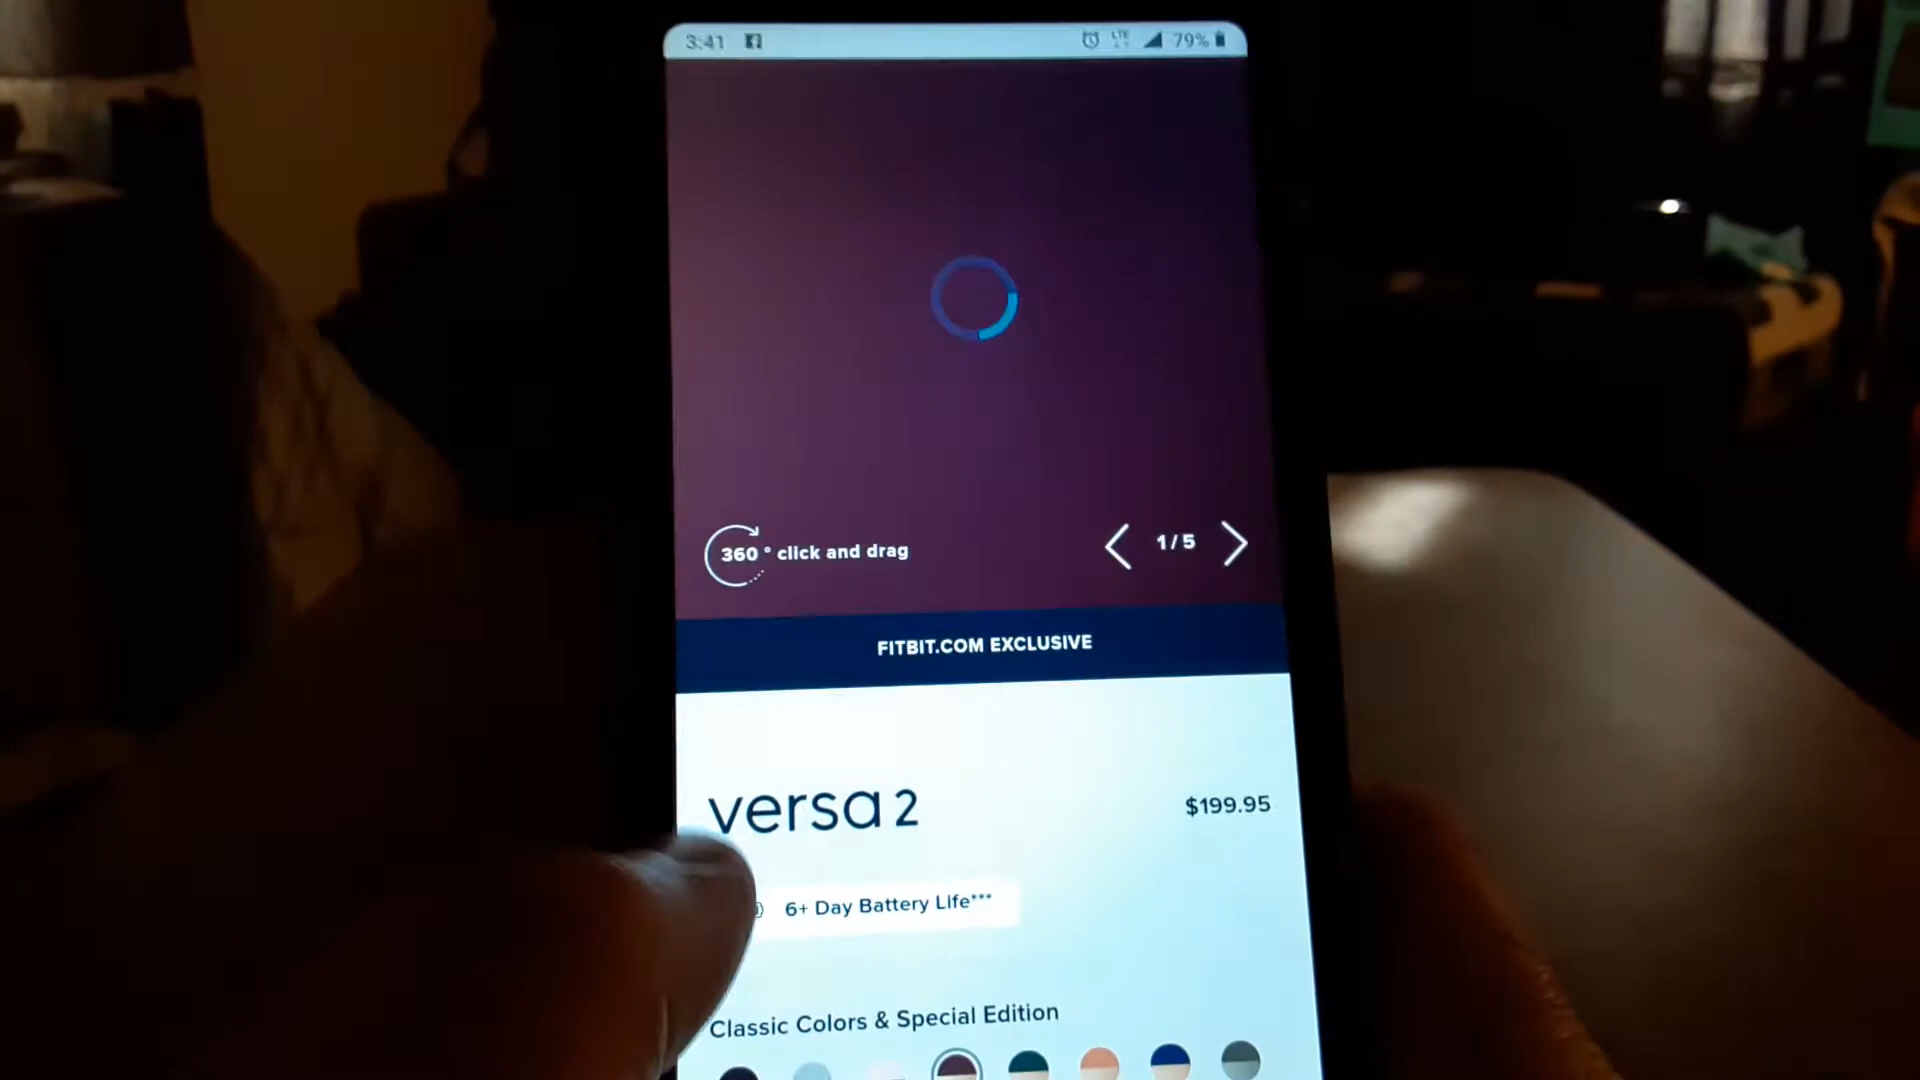 3:41 LTE 79%
360° click and drag
1/5
FITBIT.COM EXCLUSIVE
versa 2
$199.95
6+ Day Battery Life***
Classic Colors & Special Edition